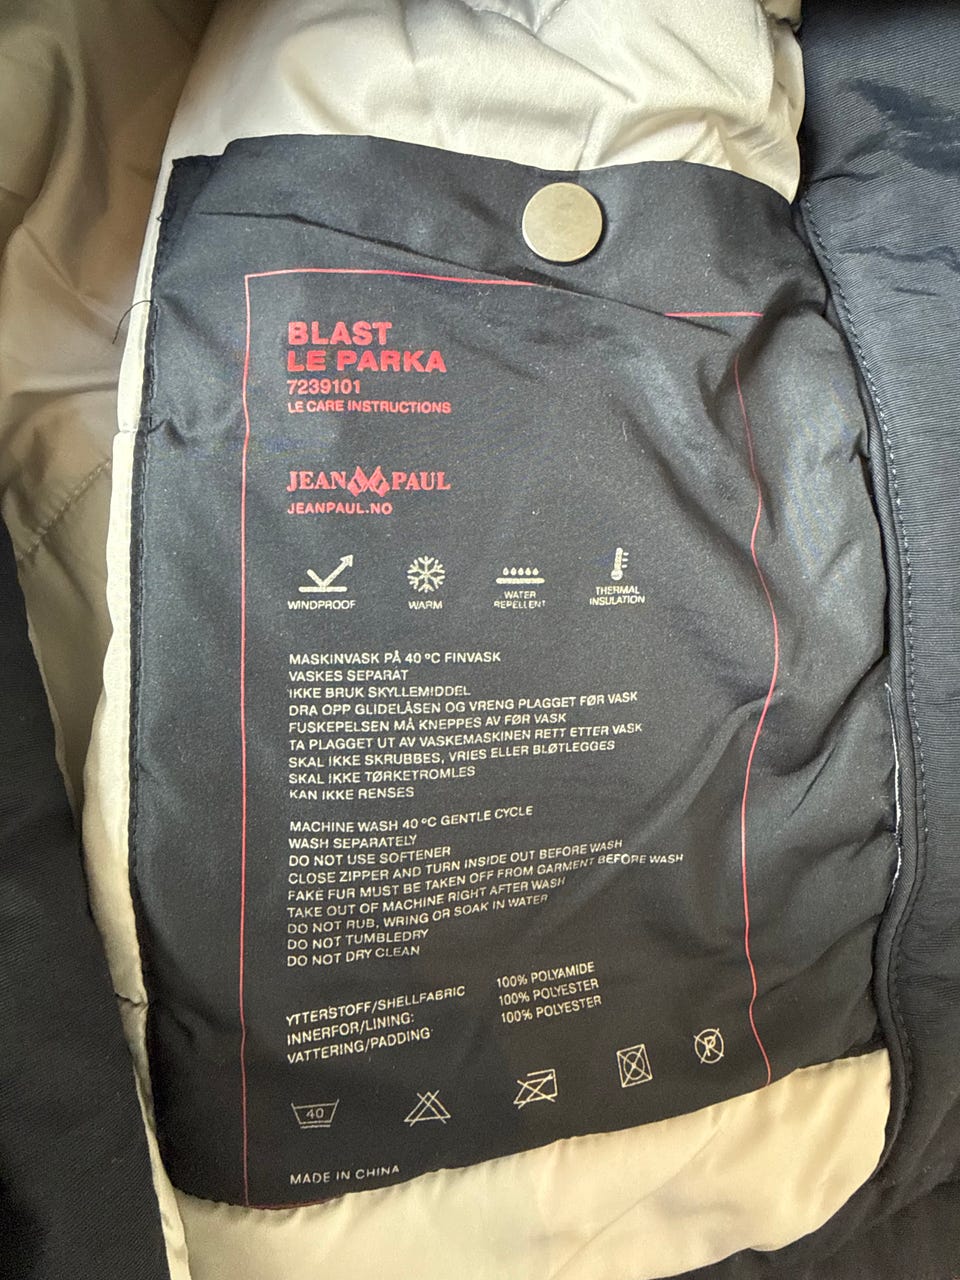 BLAST
LE PARKA
7239101
LE CARE INSTRUCTIONS
JEAN PAUL
JEANPAUL.NO
WINDPROOF
WARM
WATER
REPELLENT
THERMAL
INSULATION
MASKINVASK PÅ 40 °C FINVASK
VASKES SEPARAT
IKKE BRUK SKYLLEMIDDEL
DRA OPP GLIDELÅSEN OG VRENG PLAGGET FØR VASK
FUSKEPELSEN MÅ KNEPPES AV FØR VASK
TA PLAGGET UT AV VASKEMASKINEN RETT ETTER VASK
SKAL IKKE SKRUBBES, VRIES ELLER BLØTLEGGES
SKAL IKKE TØRKETROMLES
KAN IKKE RENSES
MACHINE WASH 40 °C GENTLE CYCLE
WASH SEPARATELY
DO NOT USE SOFTENER
CLOSE ZIPPER AND TURN INSIDE OUT BEFORE WASH
FAKE FUR MUST BE TAKEN OFF FROM GARMENT BEFORE WASH
TAKE OUT OF MACHINE RIGHT AFTER WASH
DO NOT RUB, WRING OR SOAK IN WATER
DO NOT TUMBLEDRY
DO NOT DRY CLEAN
YTTERSTOFF/SHELLFABRIC 100% POLYAMIDE
INNERFOR/LINING: 100% POLYESTER
VATTERING/PADDING: 100% POLYESTER
40
P
MADE IN CHINA